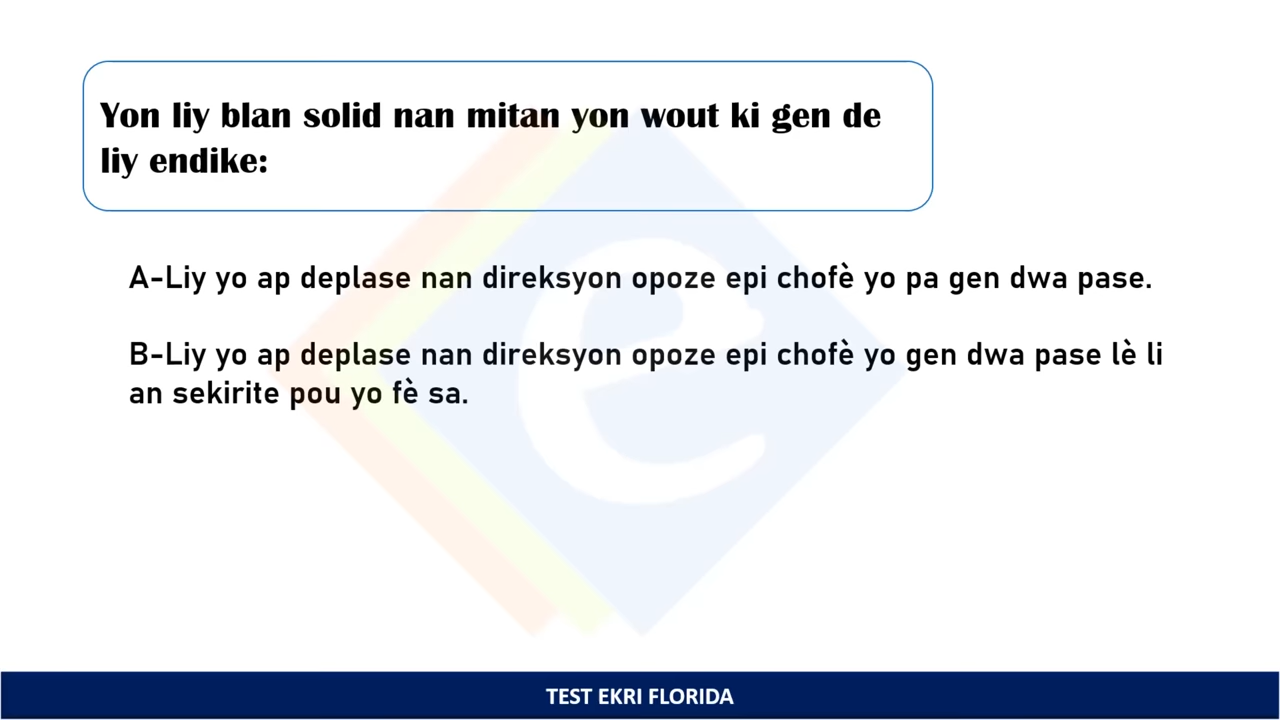 Yon liy blan solid nan mitan yon wout ki gen de
liy endike:
A-Liy yo ap deplase nan direksyon opoze epi chofè yo pa gen dwa pase.
B-Liy yo ap deplase nan direksyon opoze epi chofè yo gen dwa pase lè li
an sekirite pou yo fè sa.
TEST EKRI FLORIDA